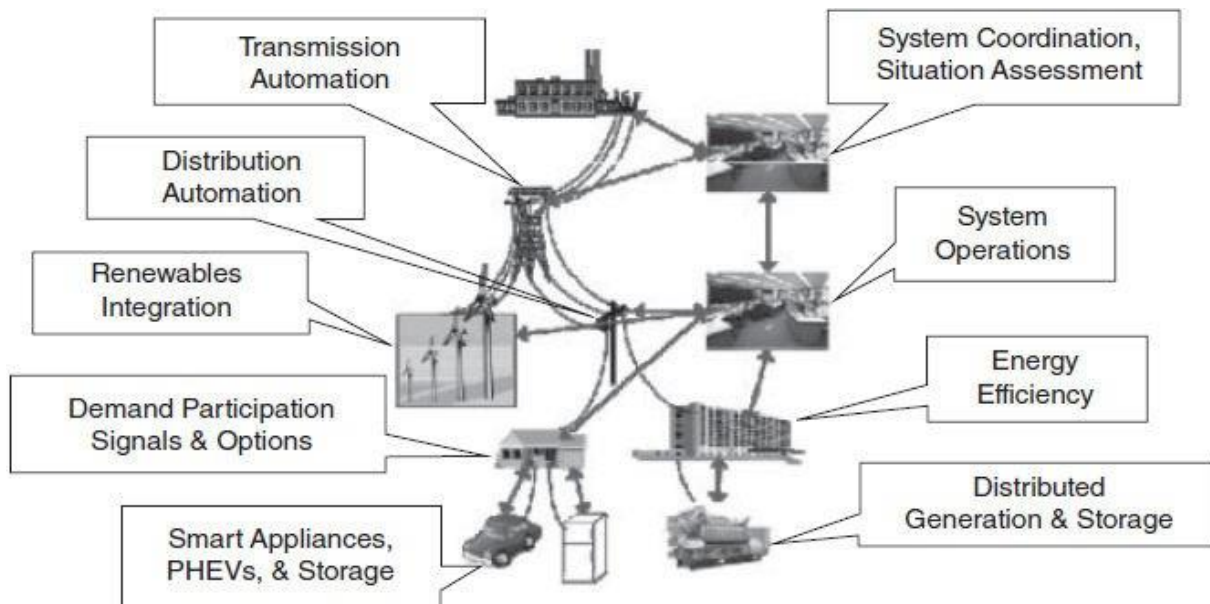 Transmission
Automation
System Coordination,
Situation Assessment
Distribution
Automation
System
Operations
Renewables
Integration
Energy
Efficiency
Demand Participation
Signals & Options
Distributed
Generation & Storage
Smart Appliances,
PHEVs, & Storage